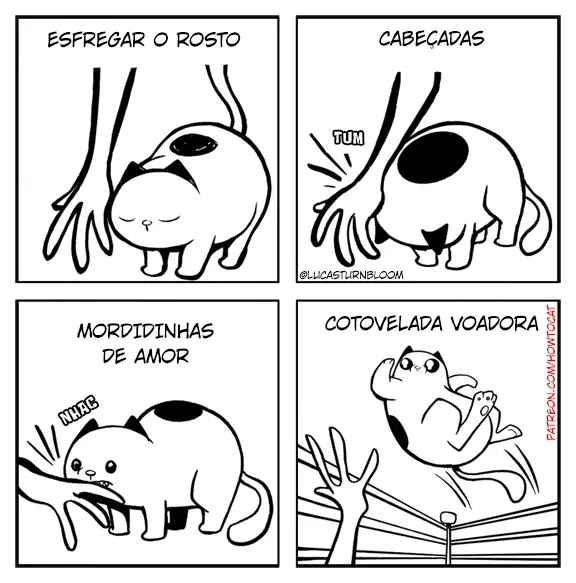 ESFREGAR O ROSTO
CABEÇADAS
TUM
@LUCASTURNBLOOM
MORDIDINHAS
DE AMOR
NHAC
COTOVELADA VOADORA
PATREON.COM/HOWTOCAT